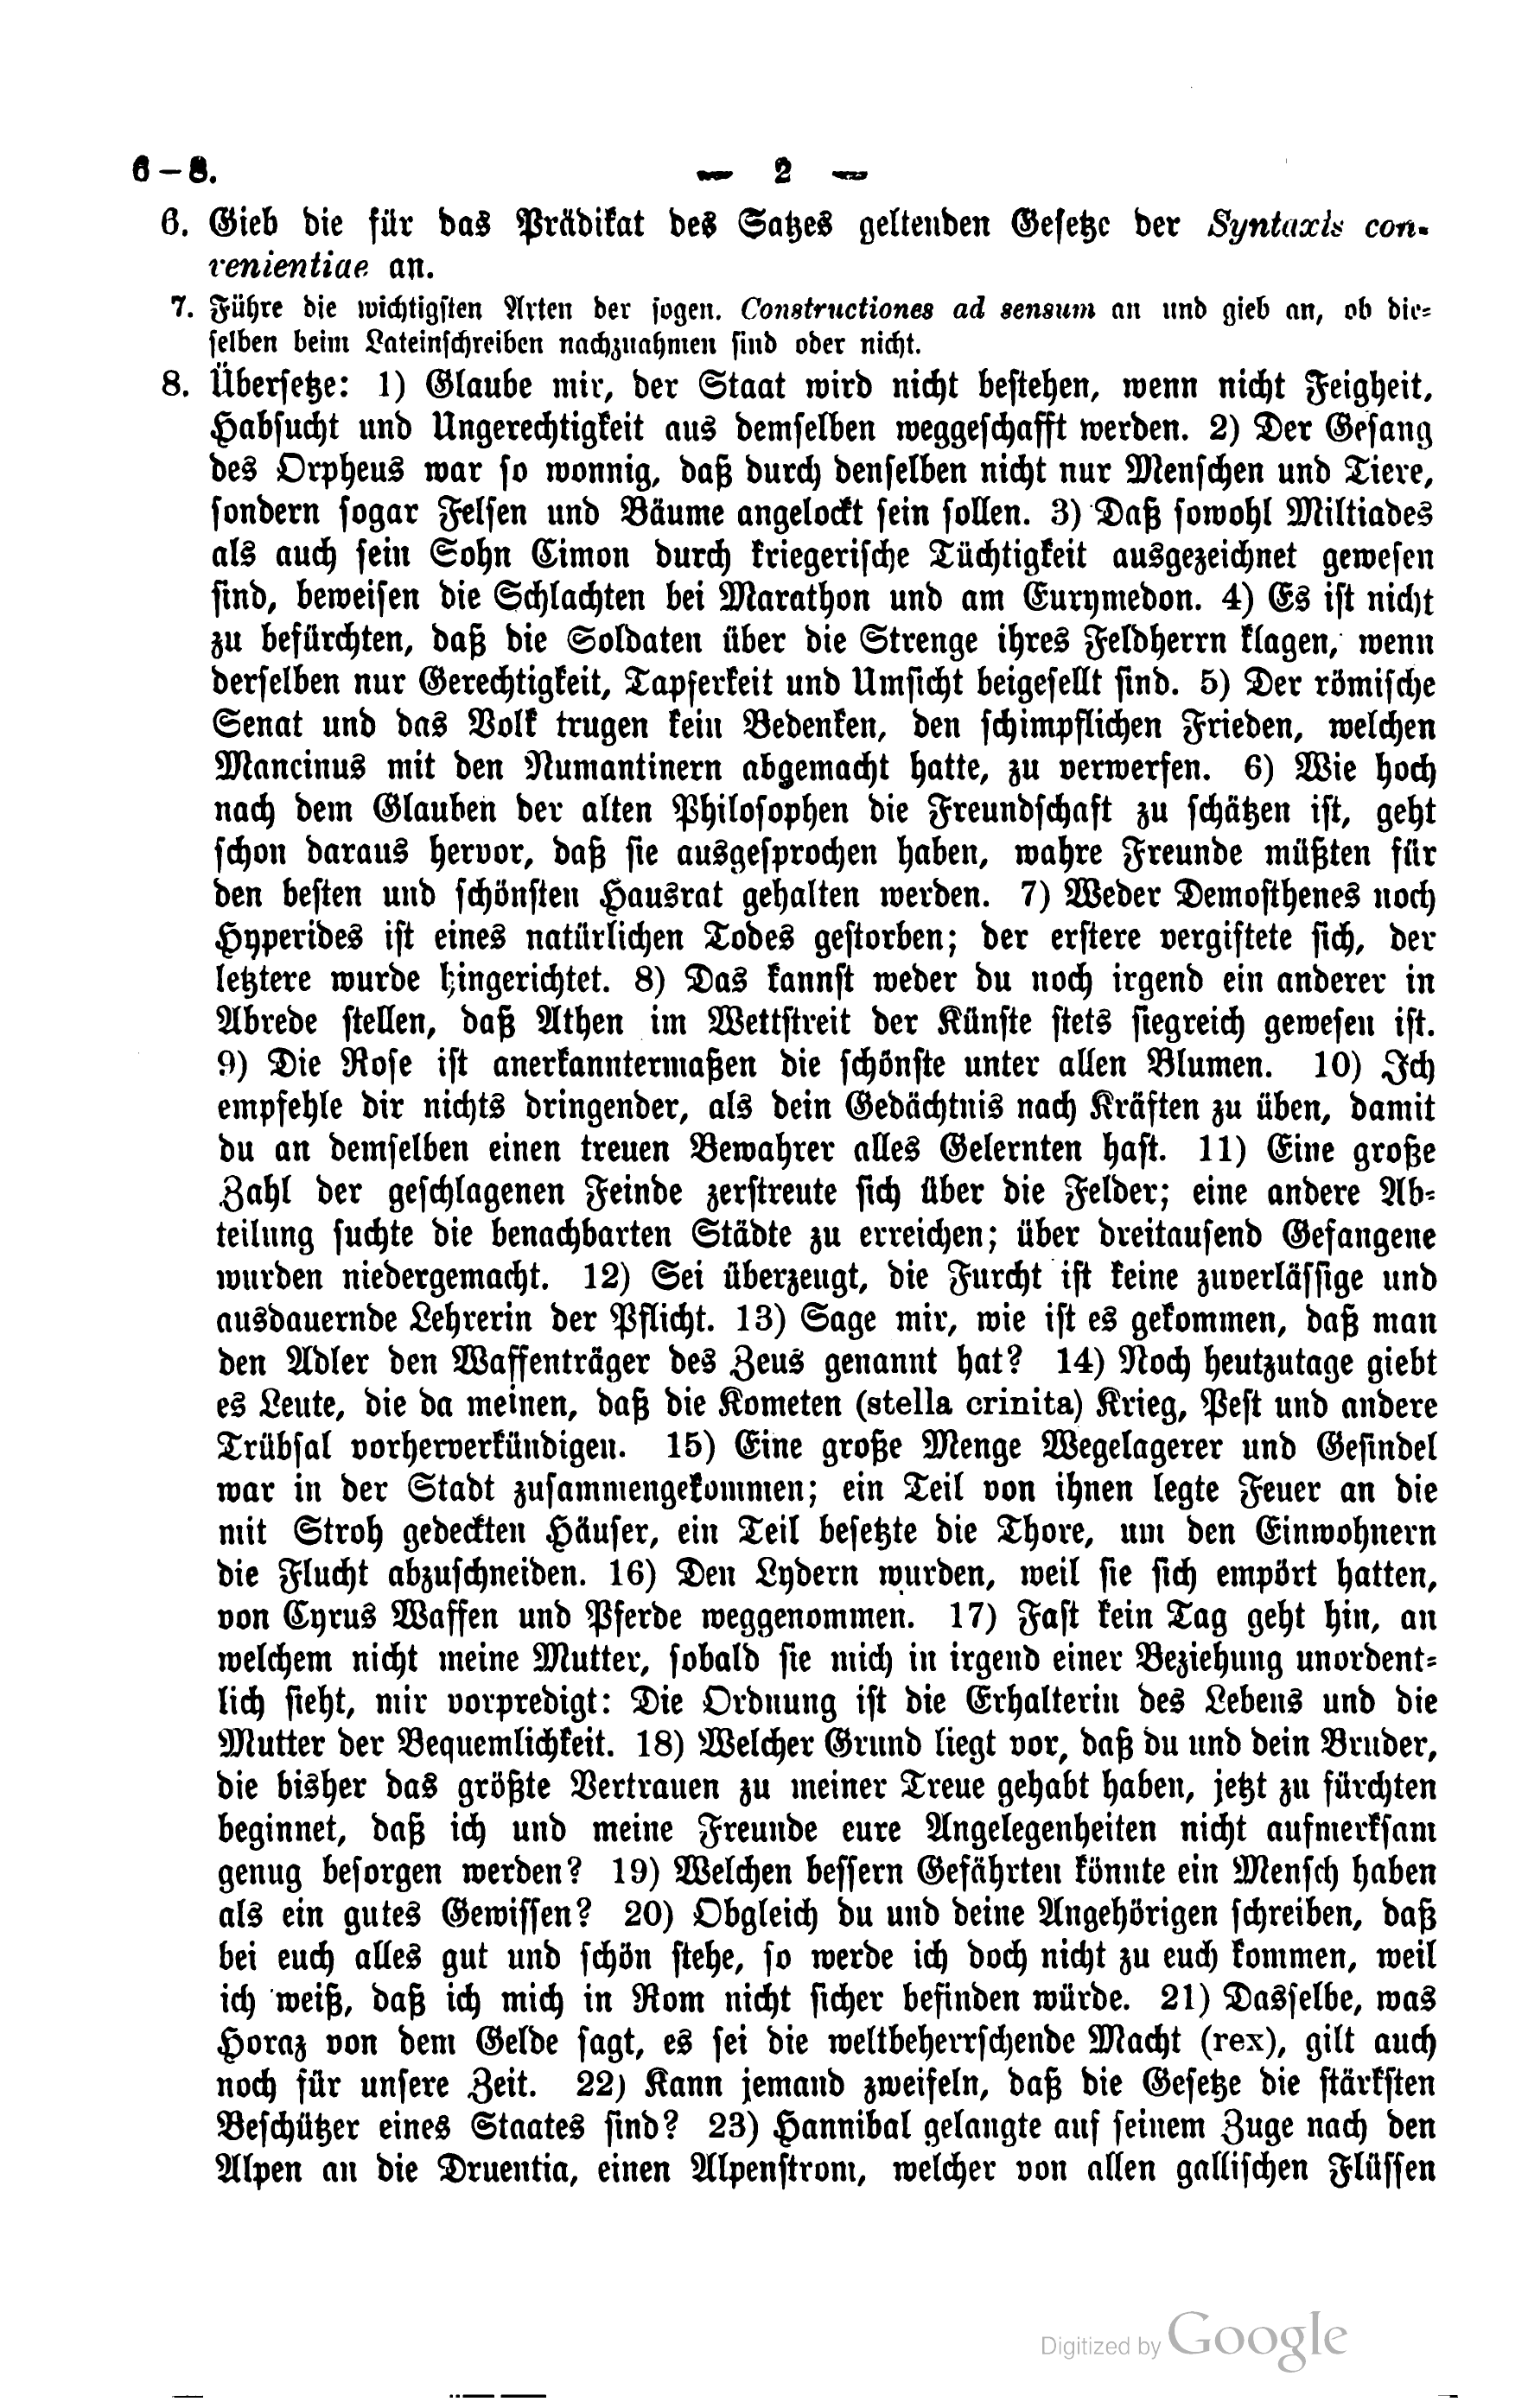 6–8. — 2 —
6. Gieb die für das Prädikat des Satzes geltenden Gesetze der Syntaxis con-
venientiae an.
7. Führe die wichtigsten Arten der sogen. Constructiones ad sensum an und gieb an, ob die-
selben beim Lateinschreiben nachzuahmen sind oder nicht.
8. Übersetze: 1) Glaube mir, der Staat wird nicht bestehen, wenn nicht Feigheit,
Habsucht und Ungerechtigkeit aus demselben weggeschafft werden. 2) Der Gesang
des Orpheus war so wonnig, daß durch denselben nicht nur Menschen und Tiere,
sondern sogar Felsen und Bäume angelockt sein sollen. 3) Daß sowohl Miltiades
als auch sein Sohn Cimon durch kriegerische Tüchtigkeit ausgezeichnet gewesen
sind, beweisen die Schlachten bei Marathon und am Eurymedon. 4) Es ist nicht
zu befürchten, daß die Soldaten über die Strenge ihres Feldherrn klagen, wenn
derselben nur Gerechtigkeit, Tapferkeit und Umsicht beigesellt sind. 5) Der römische
Senat und das Volk trugen kein Bedenken, den schimpflichen Frieden, welchen
Mancinus mit den Numantinern abgemacht hatte, zu verwerfen. 6) Wie hoch
nach dem Glauben der alten Philosophen die Freundschaft zu schätzen ist, geht
schon daraus hervor, daß sie ausgesprochen haben, wahre Freunde müßten für
den besten und schönsten Hausrat gehalten werden. 7) Weder Demosthenes noch
Hyperides ist eines natürlichen Todes gestorben; der erstere vergiftete sich, der
letztere wurde hingerichtet. 8) Das kannst weder du noch irgend ein anderer in
Abrede stellen, daß Athen im Wettstreit der Künste stets siegreich gewesen ist.
9) Die Rose ist anerkanntermaßen die schönste unter allen Blumen. 10) Ich
empfehle dir nichts dringender, als dein Gedächtnis nach Kräften zu üben, damit
du an demselben einen treuen Bewahrer alles Gelernten hast. 11) Eine große
Zahl der geschlagenen Feinde zerstreute sich über die Felder; eine andere Ab-
teilung suchte die benachbarten Städte zu erreichen; über dreitausend Gefangene
wurden niedergemacht. 12) Sei überzeugt, die Furcht ist keine zuverlässige und
ausdauernde Lehrerin der Pflicht. 13) Sage mir, wie ist es gekommen, daß man
den Adler den Waffenträger des Zeus genannt hat? 14) Noch heutzutage giebt
es Leute, die da meinen, daß die Kometen (stella crinita) Krieg, Pest und andere
Trübsal vorherverkündigen. 15) Eine große Menge Wegelagerer und Gesindel
war in der Stadt zusammengekommen; ein Teil von ihnen legte Feuer an die
mit Stroh gedeckten Häuser, ein Teil besetzte die Thore, um den Einwohnern
die Flucht abzuschneiden. 16) Den Lydern wurden, weil sie sich empört hatten,
von Cyrus Waffen und Pferde weggenommen. 17) Fast kein Tag geht hin, an
welchem nicht meine Mutter, sobald sie mich in irgend einer Beziehung unordent-
lich sieht, mir vorpredigt: Die Ordnung ist die Erhalterin des Lebens und die
Mutter der Bequemlichkeit. 18) Welcher Grund liegt vor, daß du und dein Bruder,
die bisher das größte Vertrauen zu meiner Treue gehabt haben, jetzt zu fürchten
beginnet, daß ich und meine Freunde eure Angelegenheiten nicht aufmerksam
genug besorgen werden? 19) Welchen bessern Gefährten könnte ein Mensch haben
als ein gutes Gewissen? 20) Obgleich du und deine Angehörigen schreiben, daß
bei euch alles gut und schön stehe, so werde ich doch nicht zu euch kommen, weil
ich weiß, daß ich mich in Rom nicht sicher befinden würde. 21) Dasselbe, was
Horaz von dem Gelde sagt, es sei die weltbeherrschende Macht (rex), gilt auch
noch für unsere Zeit. 22) Kann jemand zweifeln, daß die Gesetze die stärksten
Beschützer eines Staates sind? 23) Hannibal gelangte auf seinem Zuge nach den
Alpen an die Druentia, einen Alpenstrom, welcher von allen gallischen Flüssen
Digitized by Google